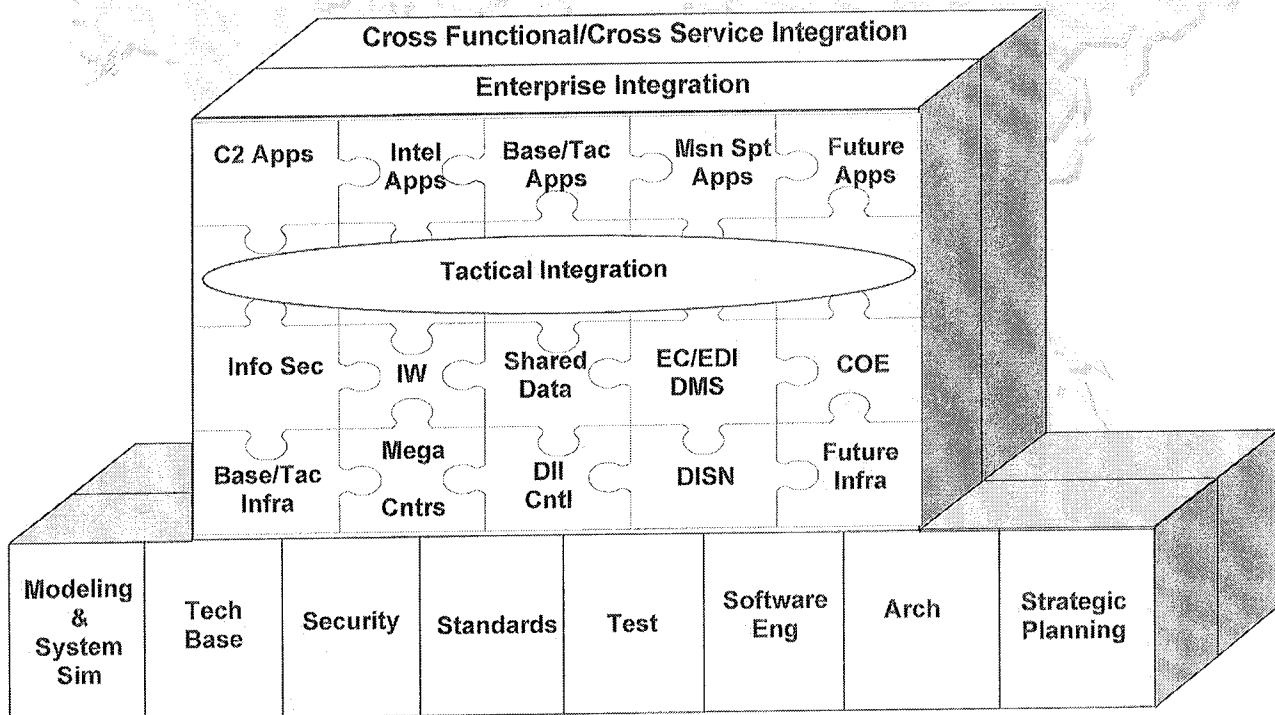 Cross Functional/Cross Service Integration
Enterprise Integration
C2 Apps
Intel
Apps
Base/Tac
Apps
Msn Spt
Apps
Future
Apps
Tactical Integration
Info Sec
IW
Shared
Data
EC/EDI
DMS
COE
Base/Tac
Infra
Mega
Cntrs
DII
Cntl
DISN
Future
Infra
Modeling
&
System
Sim
Tech
Base
Security
Standards
Test
Software
Eng
Arch
Strategic
Planning